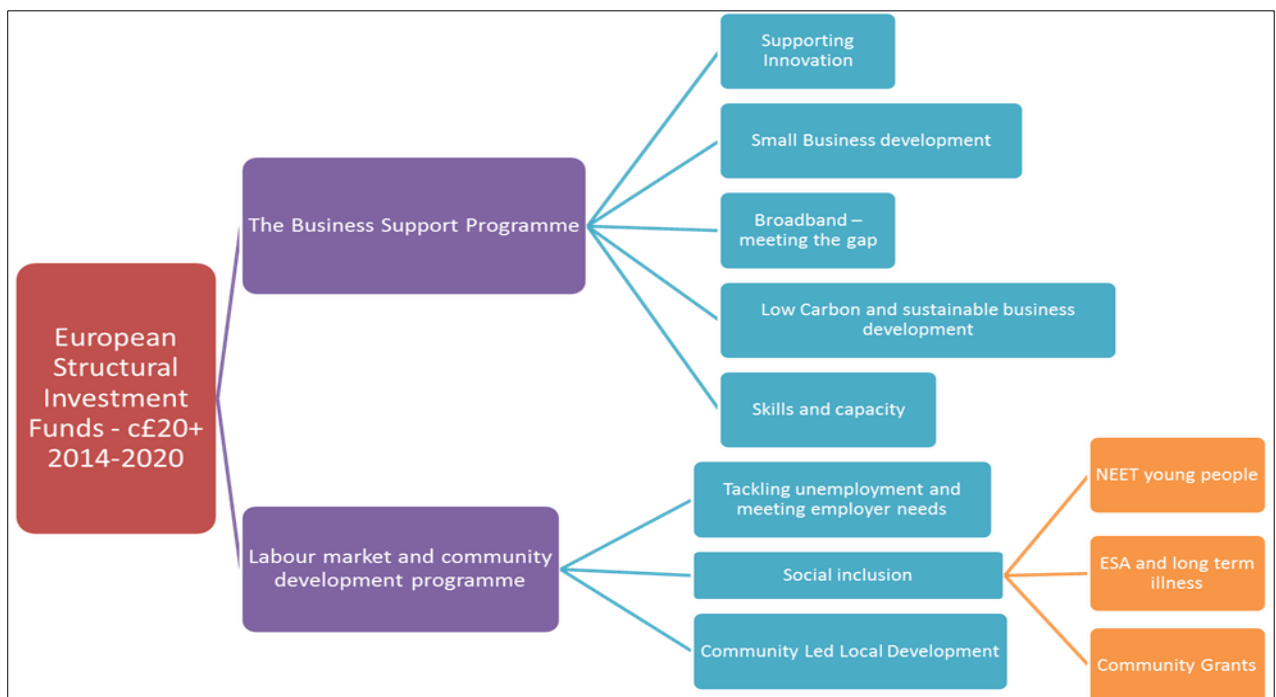 European
Structural
Investment
Funds - c£20+
2014-2020
The Business Support Programme
Supporting
Innovation
Small Business development
Broadband –
meeting the gap
Low Carbon and sustainable business
development
Skills and capacity
Labour market and community
development programme
Tackling unemployment and
meeting employer needs
Social inclusion
NEET young people
ESA and long term
illness
Community Grants
Community Led Local Development